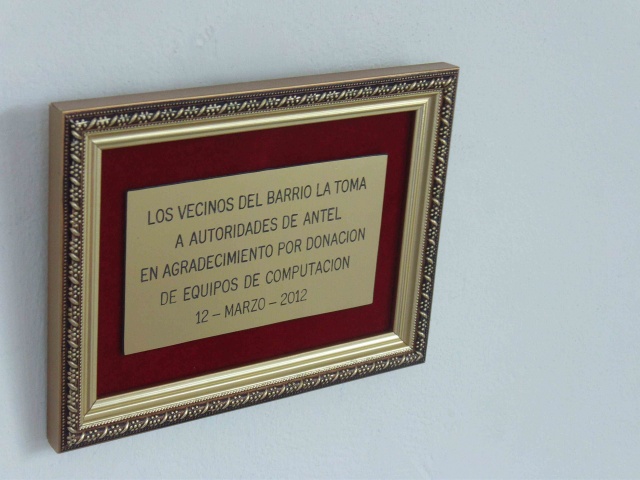 LOS VECINOS DEL BARRIO LA TOMA
A AUTORIDADES DE ANTEL
EN AGRADECIMIENTO POR DONACION
DE EQUIPOS DE COMPUTACION
12 – MARZO – 2012